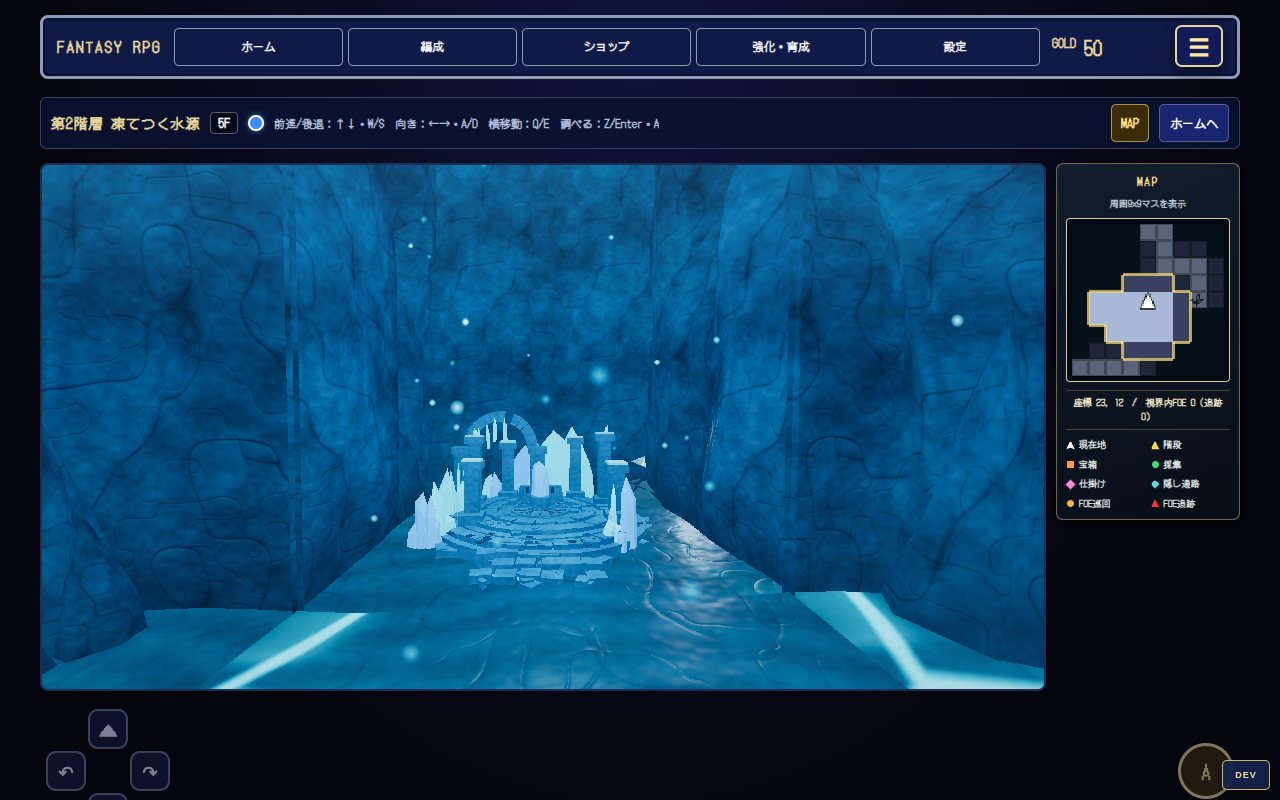 FANTASY RPG
ホーム
編成
ショップ
強化・育成
設定
GOLD 50
第2階層 凍てつく水源
5F
前進/後退:↑↓・W/S 向き:←→・A/D 横移動:Q/E 調べる:Z/Enter・A
MAP
ホームへ
MAP
周囲9x9マスを表示
座標 23, 12 / 視界内FOE 0 (追跡
0)
現在地
階段
宝箱
採集
仕掛け
隠し通路
FOE巡回
FOE追跡
A
DEV